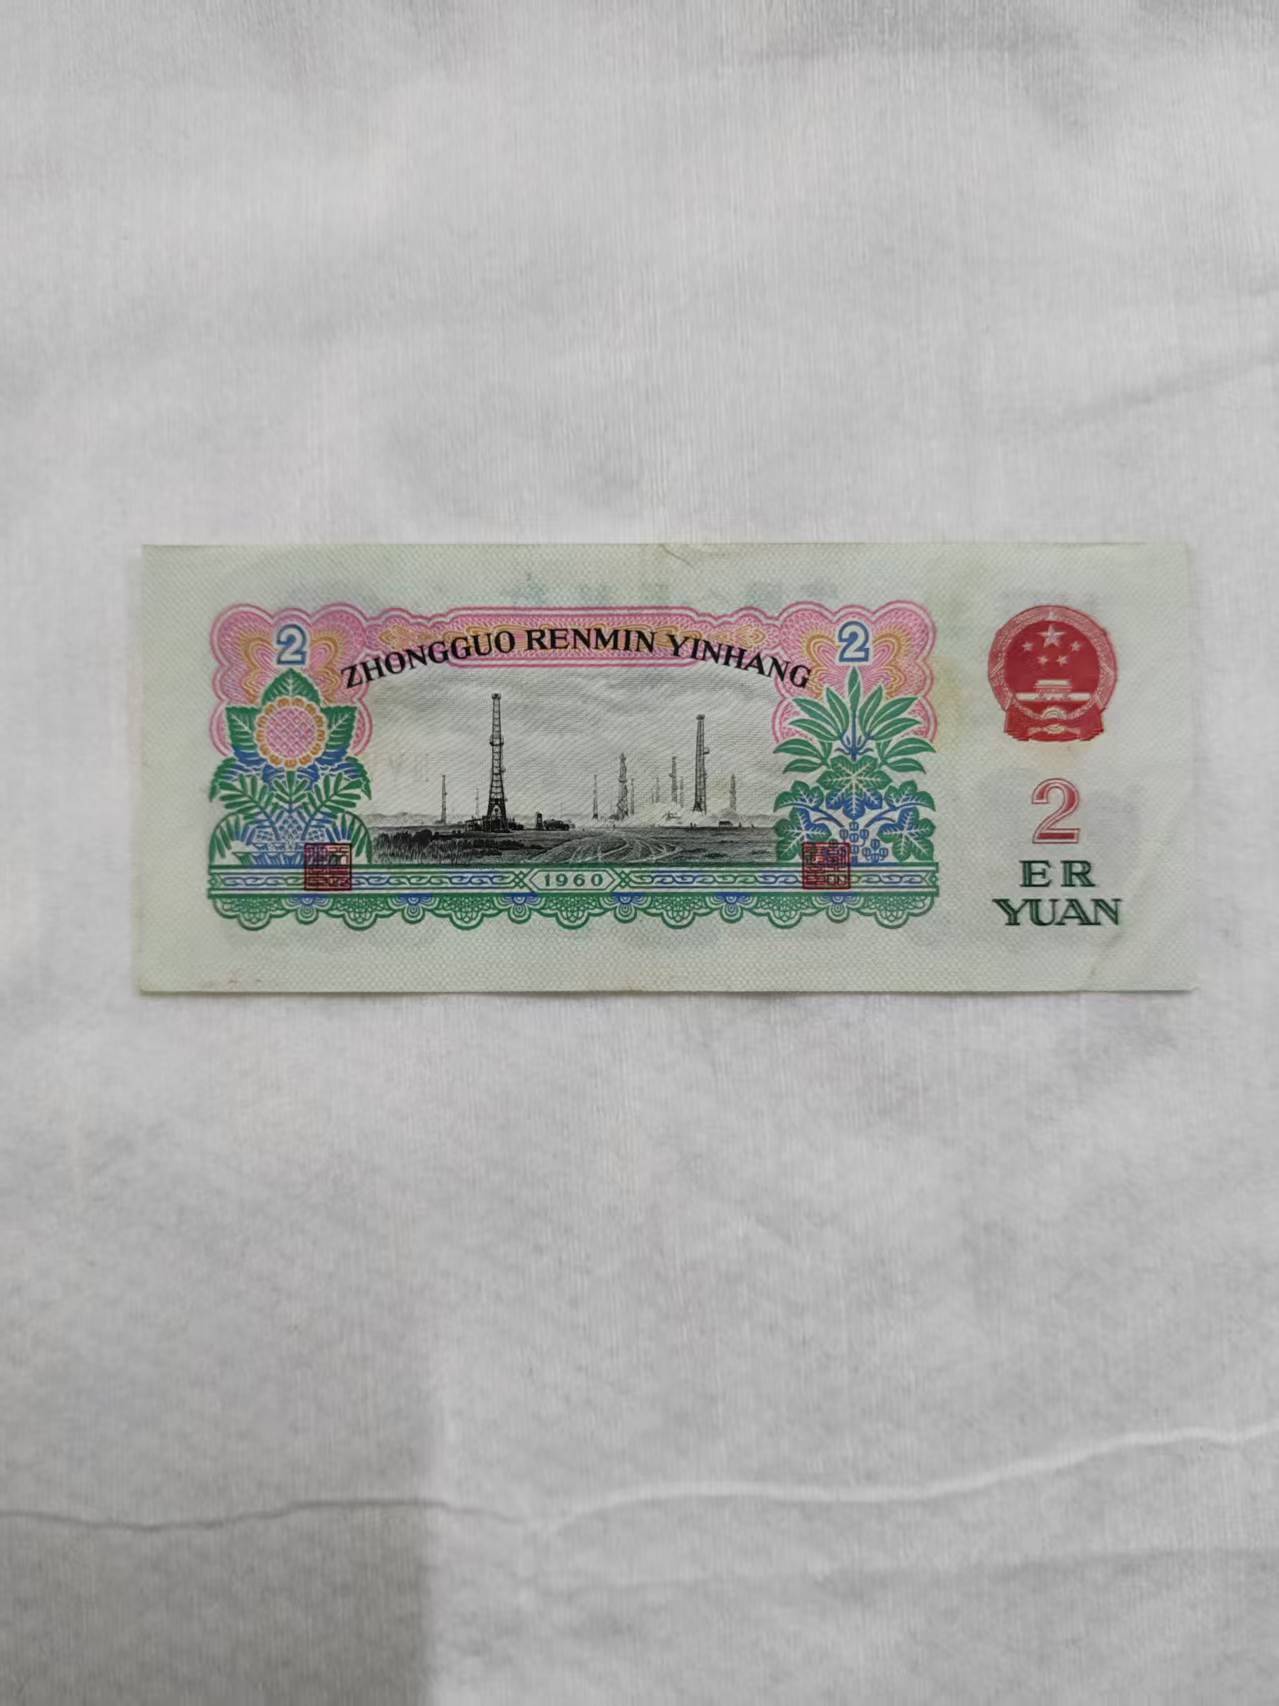 2
2
ZHONGGUO RENMIN YINHANG
1960
2
ER
YUAN